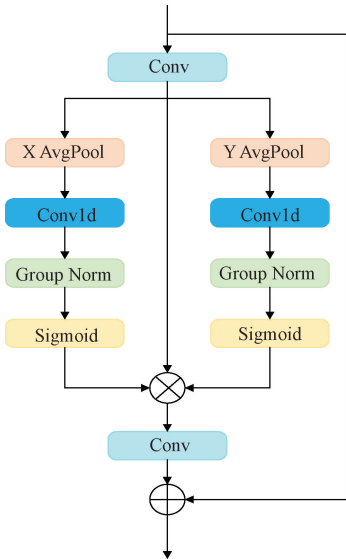 Conv
X AvgPool
Y AvgPool
Conv1d
Conv1d
Group Norm
Group Norm
Sigmoid
Sigmoid
Conv